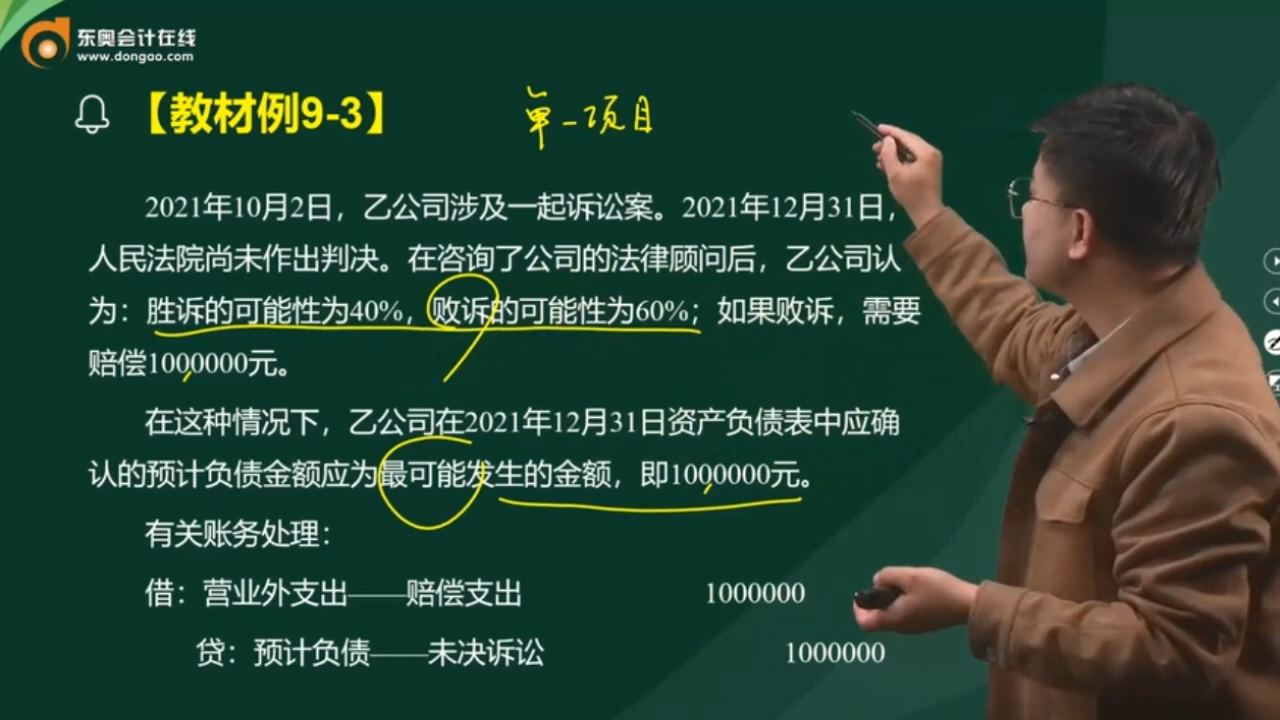 东奥会计在线
www.dongao.com
【教材例9-3】
单一项目
2021年10月2日，乙公司涉及一起诉讼案。2021年12月31日，
人民法院尚未作出判决。在咨询了公司的法律顾问后，乙公司认
为：胜诉的可能性为40%，败诉的可能性为60%；如果败诉，需要
赔偿1000000元。
在这种情况下，乙公司在2021年12月31日资产负债表中应确
认的预计负债金额应为最可能发生的金额，即1000000元。
有关账务处理：
借：营业外支出——赔偿支出 1000000
贷：预计负债——未决诉讼 1000000